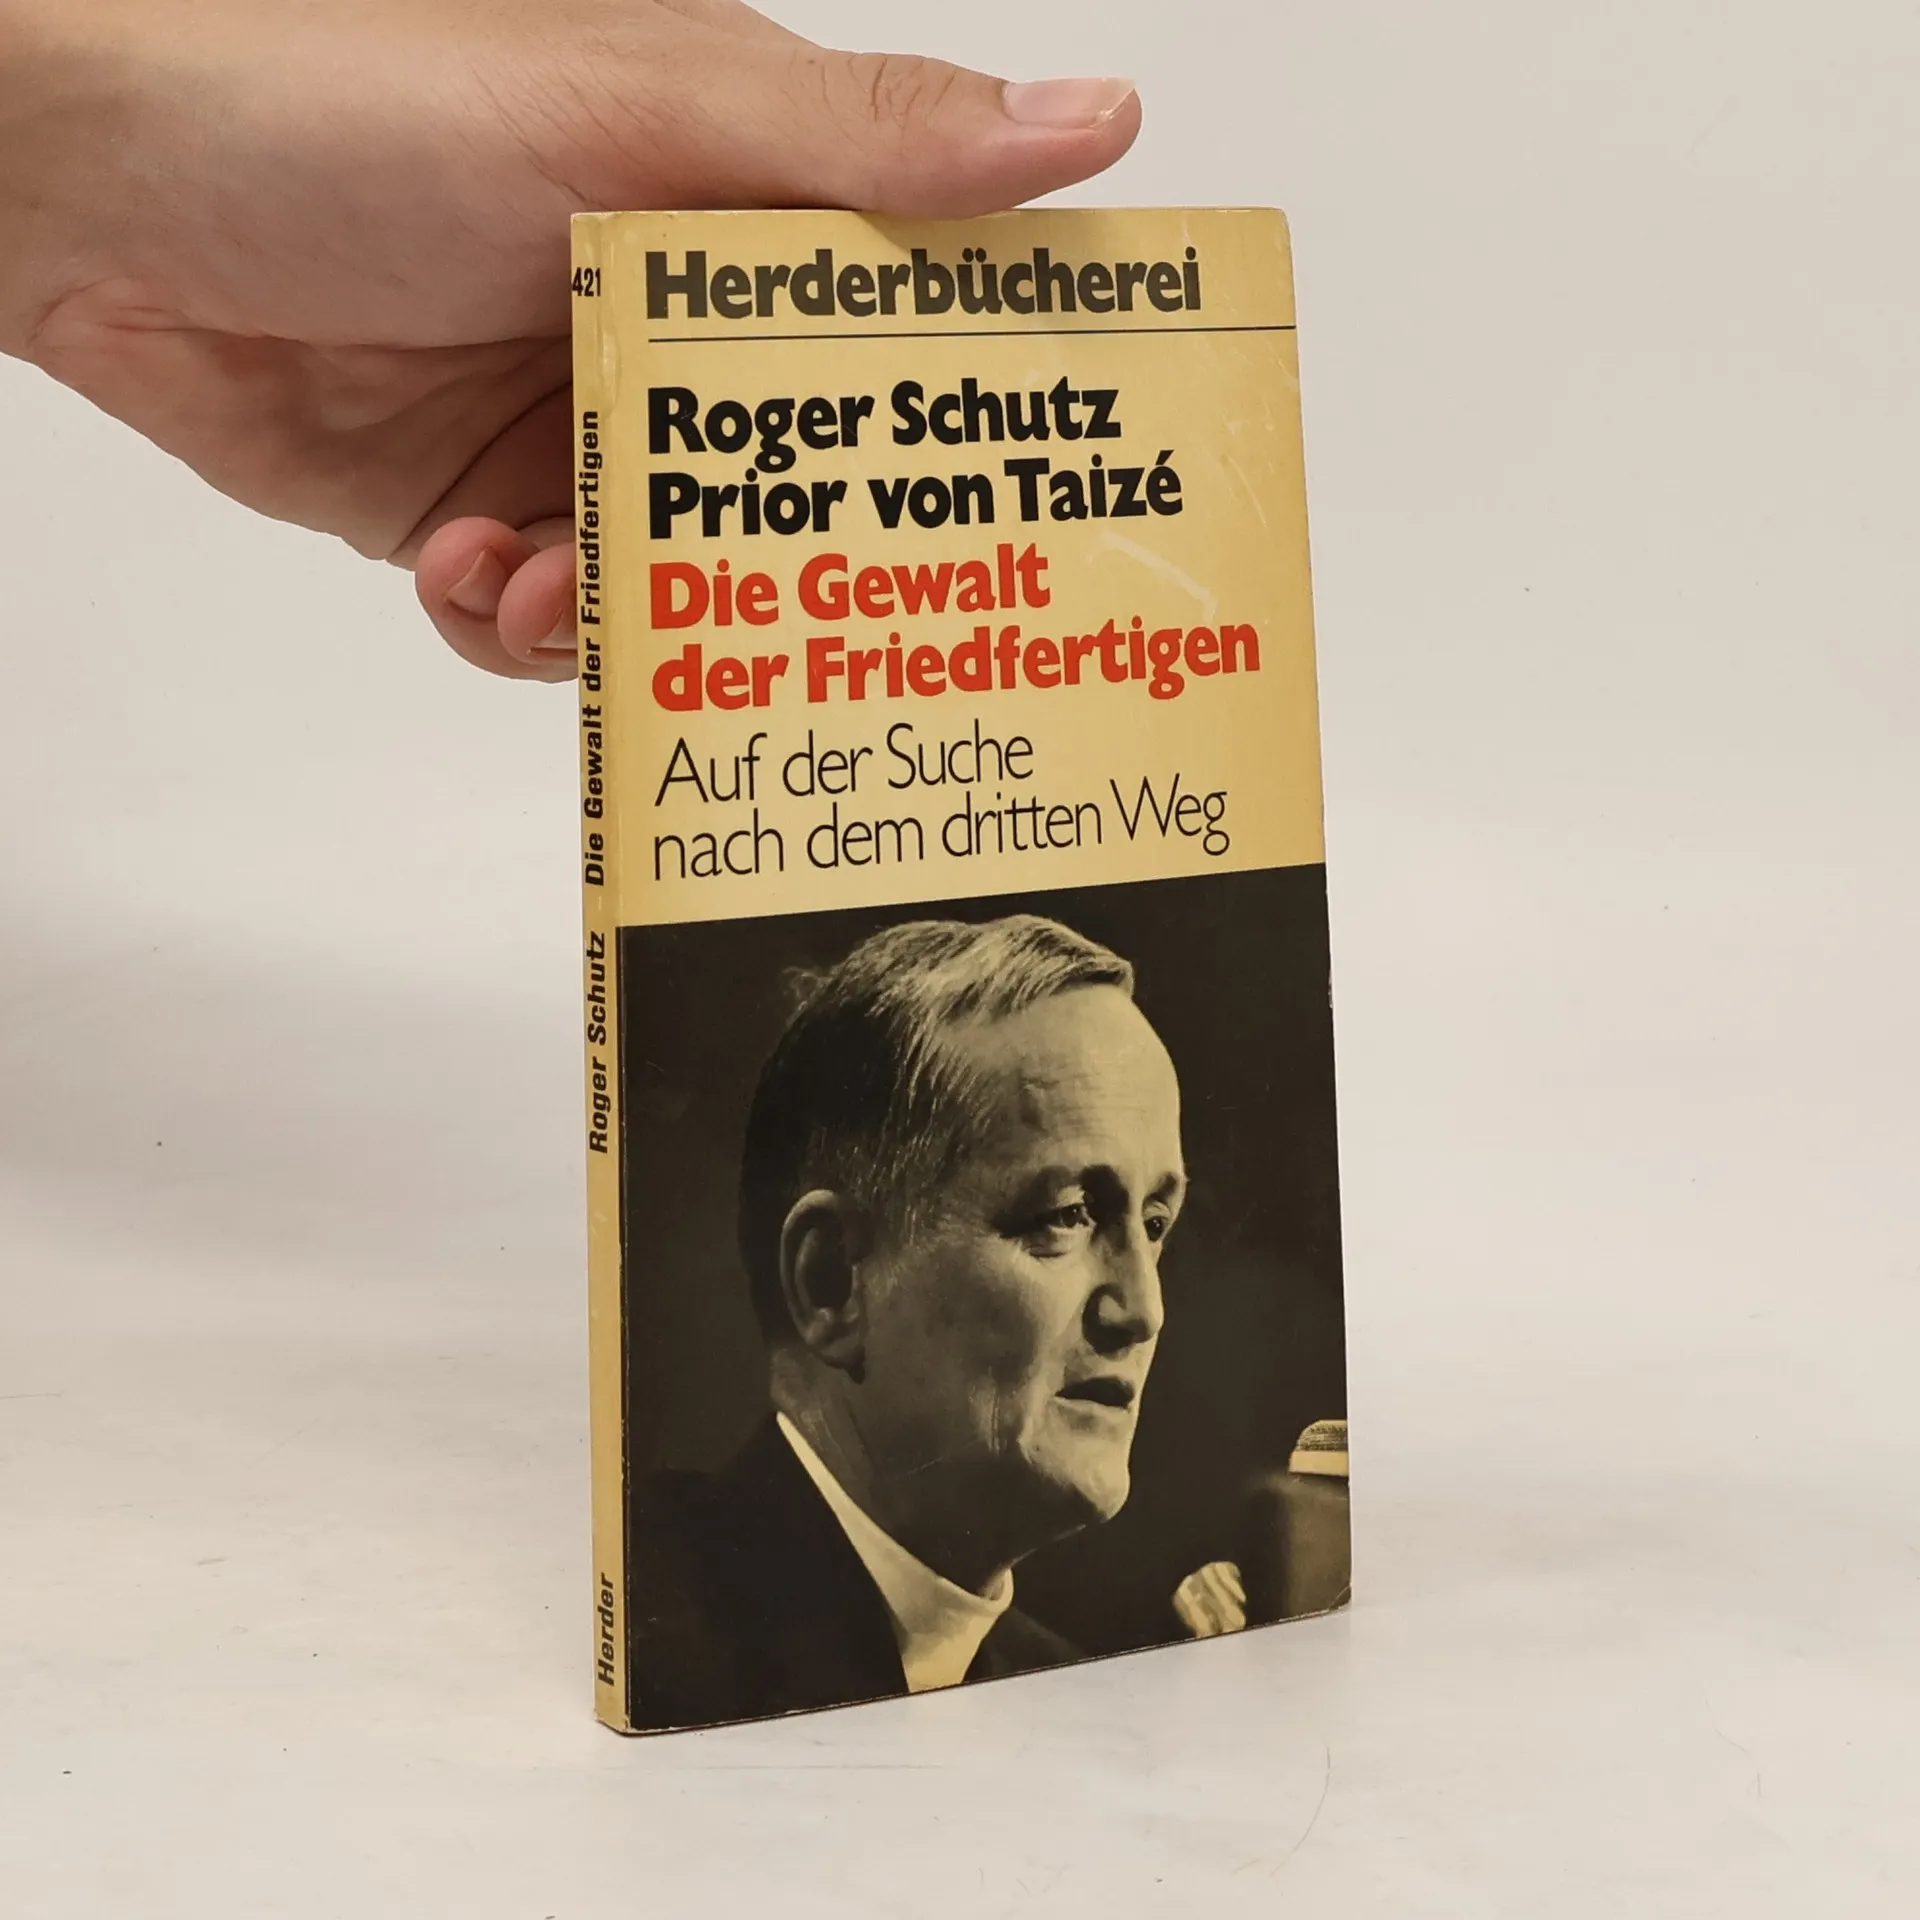 Herderbücherei
Roger Schutz
Prior von Taizé
Die Gewalt
der Friedfertigen
Auf der Suche
nach dem dritten Weg
421
Roger Schutz Die Gewalt der Friedfertigen
Herder